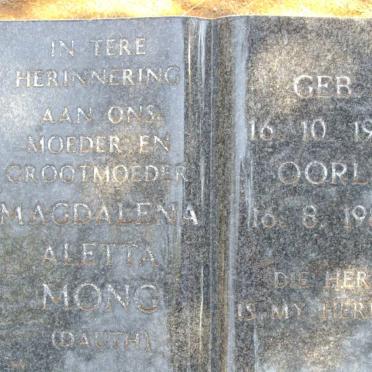 IN TERE
HERINNERING
AAN ONS
MOEDER EN
GROOTMOEDER
MAGDALENA
ALETTA
MONG
(DAUTH)
GEB
16 10 19
OORL
16. 8. 19
DIE HER
IS MY HER